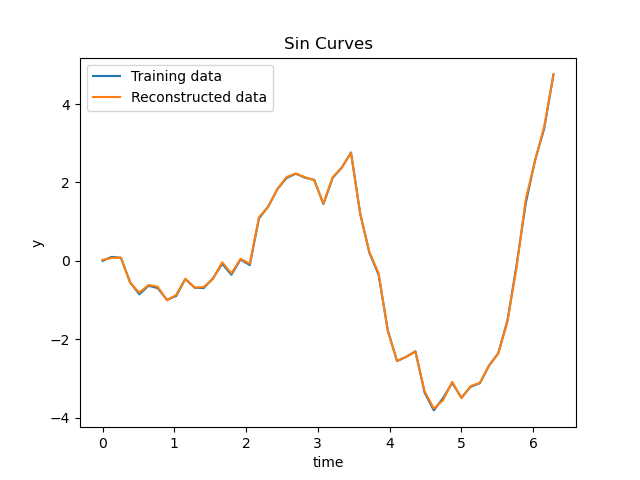 Sin Curves
Training data
Reconstructed data
4
2
0
−2
−4
y
0 1 2 3 4 5 6
time